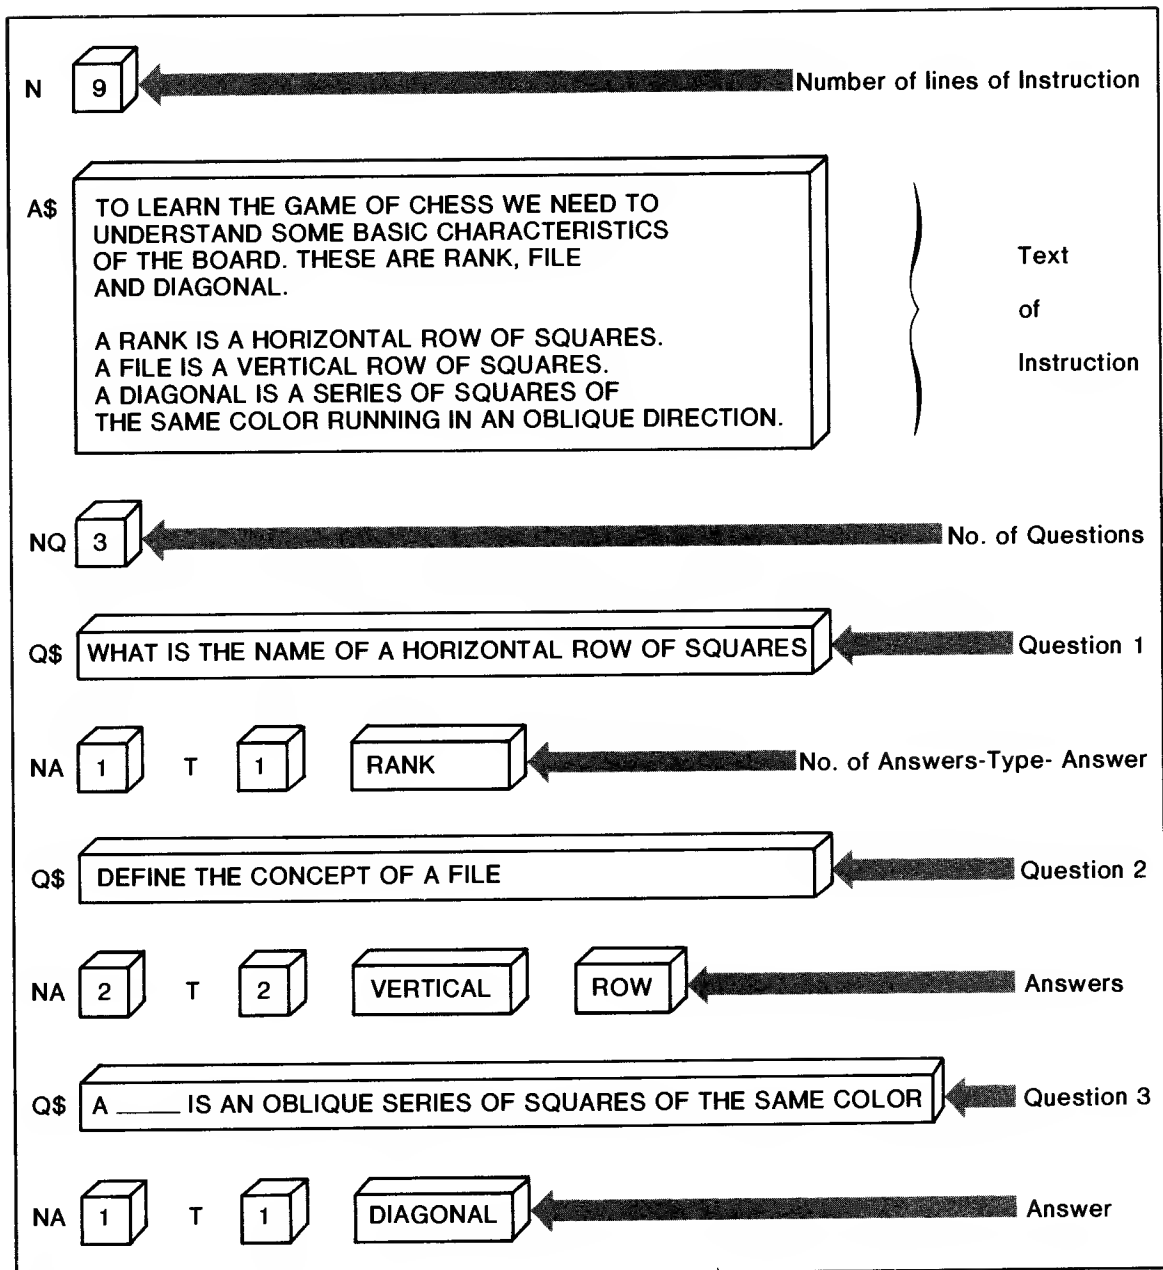 N 9 Number of lines of Instruction
A$ TO LEARN THE GAME OF CHESS WE NEED TO
UNDERSTAND SOME BASIC CHARACTERISTICS
OF THE BOARD. THESE ARE RANK, FILE
AND DIAGONAL.
A RANK IS A HORIZONTAL ROW OF SQUARES.
A FILE IS A VERTICAL ROW OF SQUARES.
A DIAGONAL IS A SERIES OF SQUARES OF
THE SAME COLOR RUNNING IN AN OBLIQUE DIRECTION.
Text
of
Instruction
NQ 3 No. of Questions
Q$ WHAT IS THE NAME OF A HORIZONTAL ROW OF SQUARES Question 1
NA 1 T 1 RANK No. of Answers-Type- Answer
Q$ DEFINE THE CONCEPT OF A FILE Question 2
NA 2 T 2 VERTICAL ROW Answers
Q$ A _____ IS AN OBLIQUE SERIES OF SQUARES OF THE SAME COLOR Question 3
NA 1 T 1 DIAGONAL Answer